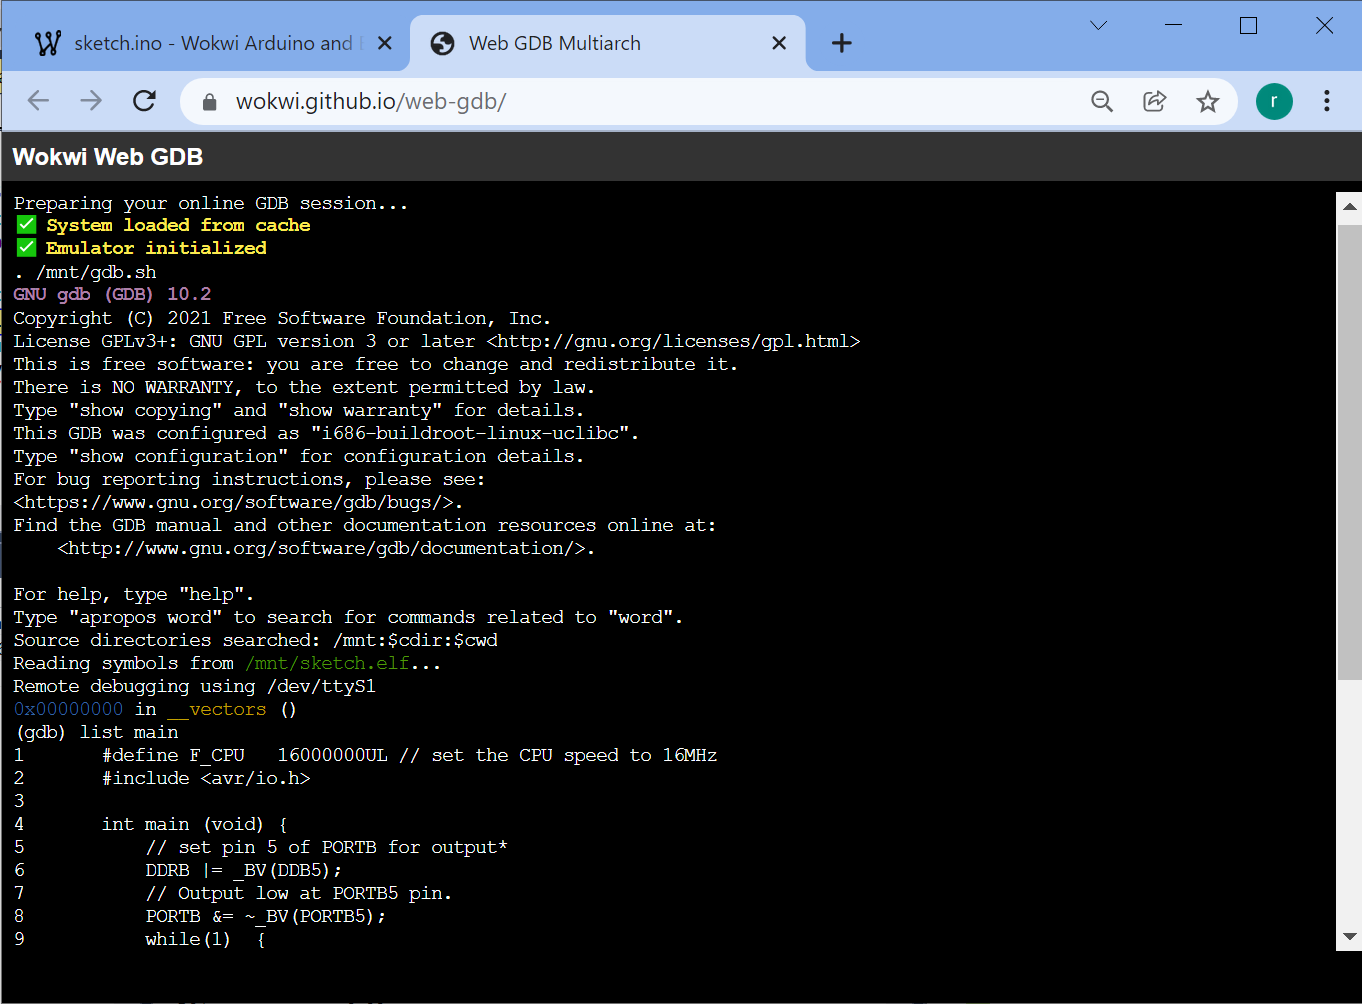 sketch.ino - Wokwi Arduino and
Web GDB Multiarch
wokwi.github.io/web-gdb/
r
Wokwi Web GDB
Preparing your online GDB session...
✅ System loaded from cache
✅ Emulator initialized
. /mnt/gdb.sh
GNU gdb (GDB) 10.2
Copyright (C) 2021 Free Software Foundation, Inc.
License GPLv3+: GNU GPL version 3 or later <http://gnu.org/licenses/gpl.html>
This is free software: you are free to change and redistribute it.
There is NO WARRANTY, to the extent permitted by law.
Type "show copying" and "show warranty" for details.
This GDB was configured as "i686-buildroot-linux-uclibc".
Type "show configuration" for configuration details.
For bug reporting instructions, please see:
<https://www.gnu.org/software/gdb/bugs/>.
Find the GDB manual and other documentation resources online at:
    <http://www.gnu.org/software/gdb/documentation/>.
For help, type "help".
Type "apropos word" to search for commands related to "word".
Source directories searched: /mnt:$cdir:$cwd
Reading symbols from /mnt/sketch.elf...
Remote debugging using /dev/ttyS1
0x00000000 in __vectors ()
(gdb) list main
1       #define F_CPU   16000000UL // set the CPU speed to 16MHz
2       #include <avr/io.h>
3
4       int main (void) {
5           // set pin 5 of PORTB for output*
6           DDRB |= _BV(DDB5);
7           // Output low at PORTB5 pin.
8           PORTB &= ~_BV(PORTB5);
9           while(1)  {